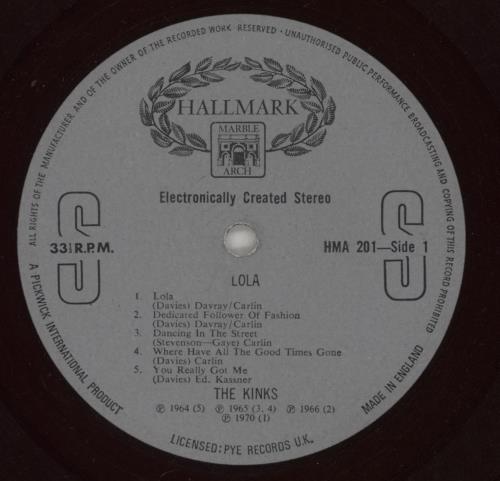 ALL RIGHTS OF THE MANUFACTURER AND OF THE OWNER OF THE RECORDED WORK RESERVED · UNAUTHORISED PUBLIC PERFORMANCE BROADCASTING AND COPYING OF THIS RECORD PROHIBITED
HALLMARK
MARBLE
ARCH
Electronically Created Stereo
S
S
33⅓ R.P.M.
HMA 201—Side 1
LOLA
1. Lola
(Davies) Davray/Carlin
2. Dedicated Follower Of Fashion
(Davies) Davray/Carlin
3. Dancing In The Street
(Stevenson—Gaye) Carlin
4. Where Have All The Good Times Gone
(Davies) Carlin
5. You Really Got Me
(Davies) Ed. Kassner
THE KINKS
℗ 1964 (5) ℗ 1965 (3, 4) ℗ 1966 (2)
℗ 1970 (1)
A PICKWICK INTERNATIONAL PRODUCT
LICENSED: PYE RECORDS U.K.
MADE IN ENGLAND